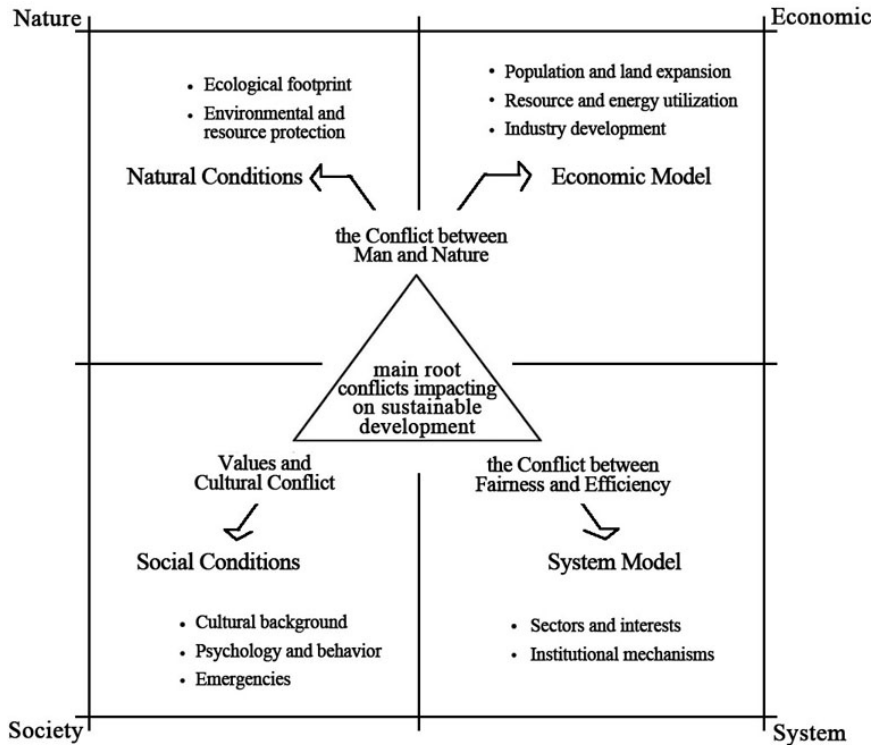 Nature
Economic
• Ecological footprint
• Environmental and
resource protection
• Population and land expansion
• Resource and energy utilization
• Industry development
Natural Conditions
Economic Model
the Conflict between
Man and Nature
main root
conflicts impacting
on sustainable
development
Values and
Cultural Conflict
the Conflict between
Fairness and Efficiency
Social Conditions
System Model
• Cultural background
• Psychology and behavior
• Emergencies
• Sectors and interests
• Institutional mechanisms
Society
System